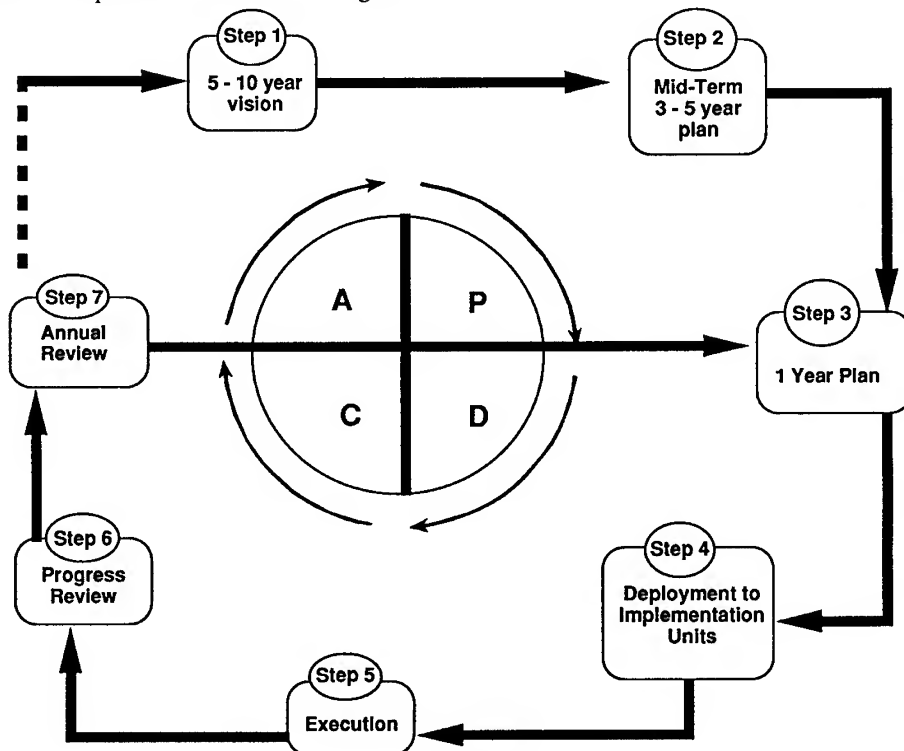 Step 1
5 - 10 year
vision
Step 2
Mid-Term
3 - 5 year
plan
Step 7
Annual
Review
A
P
C
D
Step 3
1 Year Plan
Step 6
Progress
Review
Step 4
Deployment to
Implementation
Units
Step 5
Execution